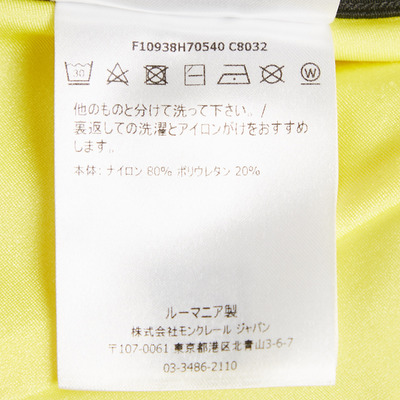 F10938H70540 C8032
30
W
他のものと分けて洗って下さい。/
裏返しての洗濯とアイロンがけをおすすめ
します。.
本体: ナイロン 80% ポリウレタン 20%
ルーマニア製
株式会社モンクレール ジャパン
〒107-0061 東京都港区北青山3-6-7
03-3486-2110